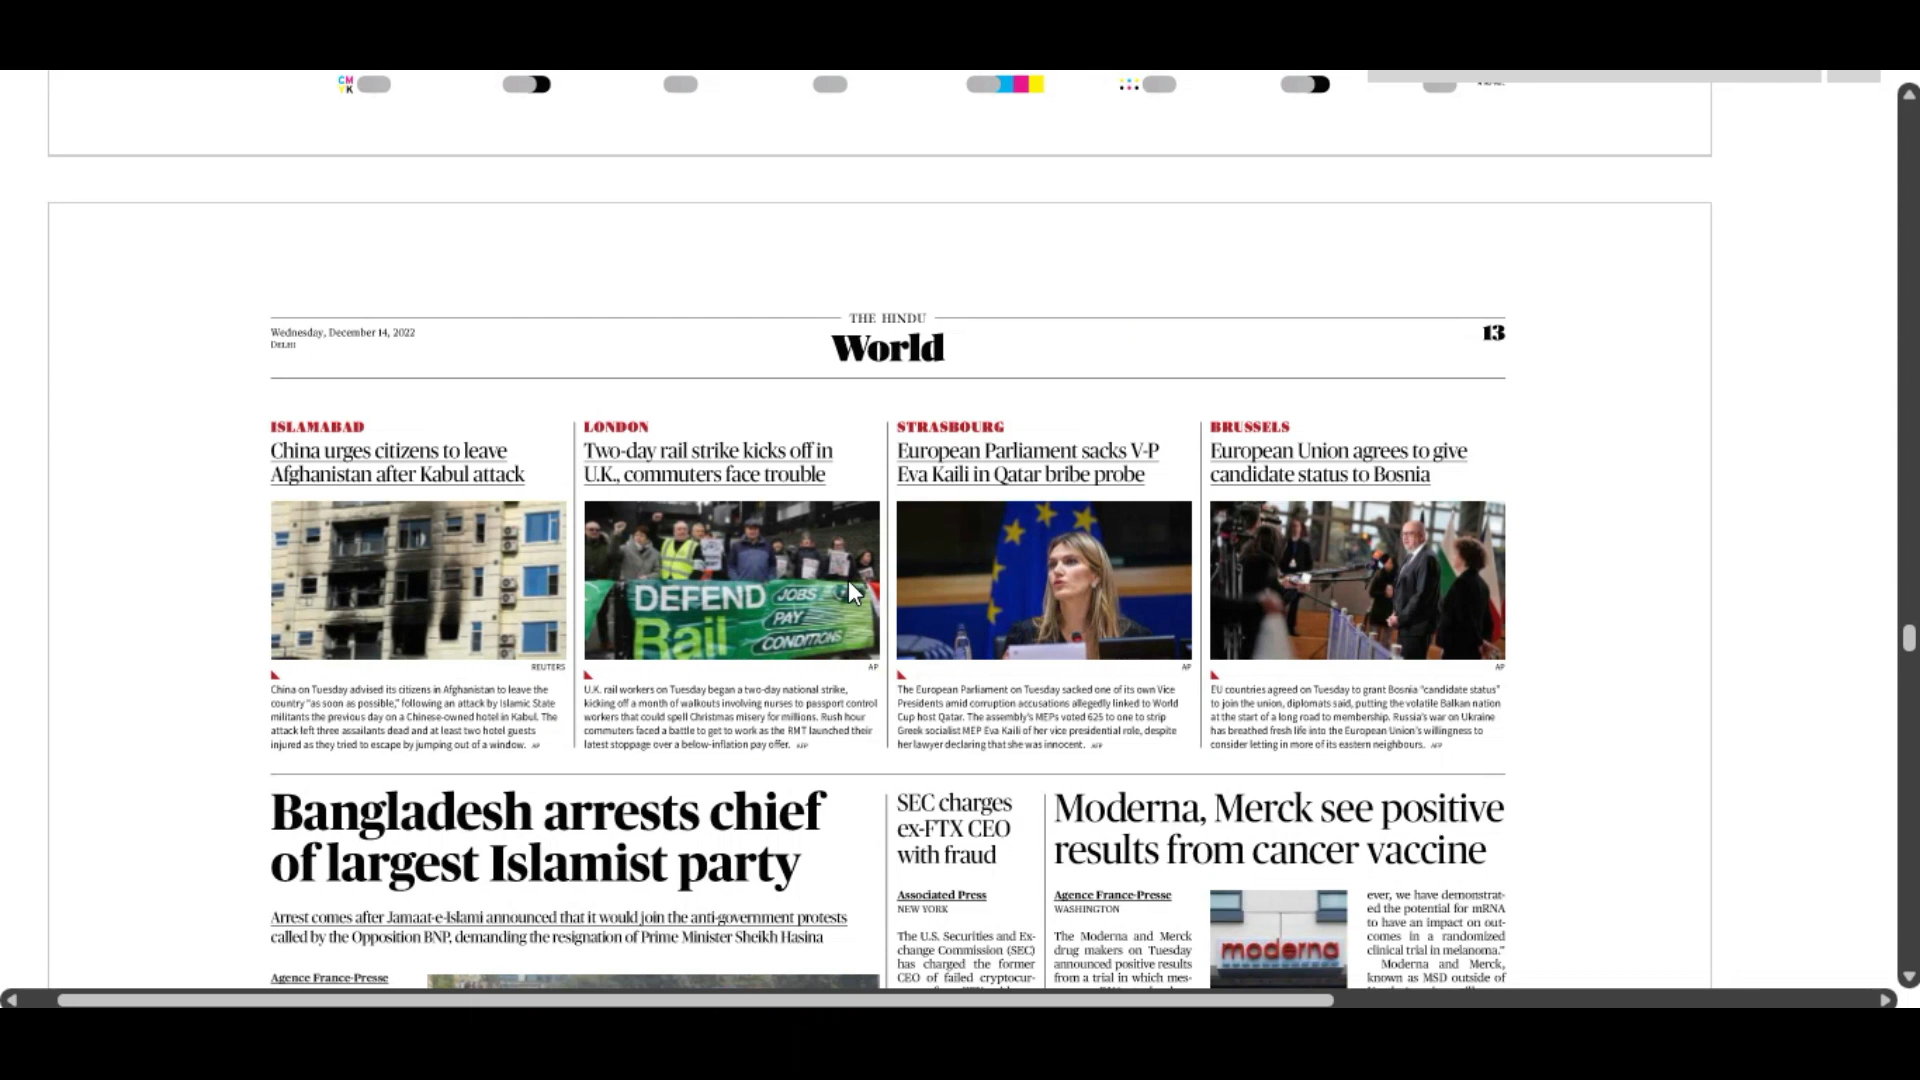 CM
YK
THE HINDU
Wednesday, December 14, 2022
DELHI
World
13
ISLAMABAD
China urges citizens to leave
Afghanistan after Kabul attack
REUTERS
China on Tuesday advised its citizens in Afghanistan to leave the
country "as soon as possible," following an attack by Islamic State
militants the previous day on a Chinese-owned hotel in Kabul. The
attack left three assailants dead and at least two hotel guests
injured as they tried to escape by jumping out of a window. AP
LONDON
Two-day rail strike kicks off in
U.K., commuters face trouble
DEFEND
Rail
JOBS
PAY
CONDITIONS
AP
U.K. rail workers on Tuesday began a two-day national strike,
kicking off a month of walkouts involving nurses to passport control
workers that could spell Christmas misery for millions. Rush hour
commuters faced a battle to get to work as the RMT launched their
latest stoppage over a below-inflation pay offer. AFP
STRASBOURG
European Parliament sacks V-P
Eva Kaili in Qatar bribe probe
AP
The European Parliament on Tuesday sacked one of its own Vice
Presidents amid corruption accusations allegedly linked to World
Cup host Qatar. The assembly's MEPs voted 625 to one to strip
Greek socialist MEP Eva Kaili of her vice presidential role, despite
her lawyer declaring that she was innocent. AFP
BRUSSELS
European Union agrees to give
candidate status to Bosnia
AP
EU countries agreed on Tuesday to grant Bosnia "candidate status"
to join the union, diplomats said, putting the volatile Balkan nation
at the start of a long road to membership. Russia's war on Ukraine
has breathed fresh life into the European Union's willingness to
consider letting in more of its eastern neighbours. AFP
Bangladesh arrests chief
of largest Islamist party
Arrest comes after Jamaat-e-Islami announced that it would join the anti-government protests
called by the Opposition BNP, demanding the resignation of Prime Minister Sheikh Hasina
Agence France-Presse
SEC charges
ex-FTX CEO
with fraud
Associated Press
NEW YORK
The U.S. Securities and Ex-
change Commission (SEC)
has charged the former
CEO of failed cryptocur-
Moderna, Merck see positive
results from cancer vaccine
Agence France-Presse
WASHINGTON
The Moderna and Merck
drug makers on Tuesday
announced positive results
from a trial in which mes-
moderna
ever, we have demonstrat-
ed the potential for mRNA
to have an impact on out-
comes in a randomized
clinical trial in melanoma."
Moderna and Merck,
known as MSD outside of